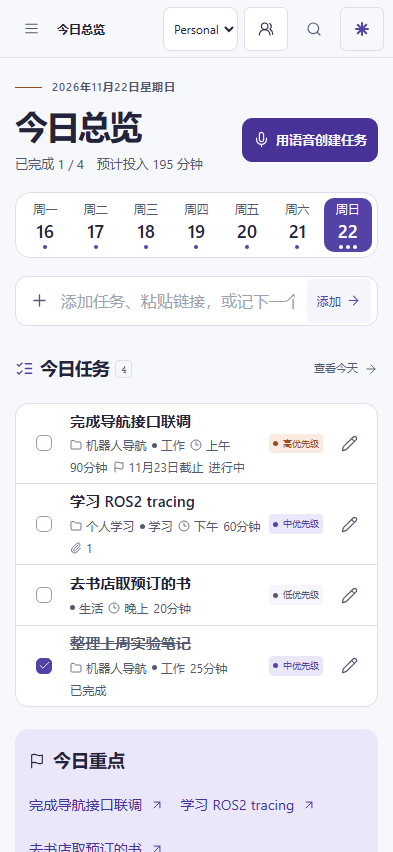 今日总览
Personal
2026年11月22日星期日
今日总览
用语音创建任务
已完成 1 / 4 预计投入 195 分钟
周一 周二 周三 周四 周五 周六 周日
16 17 18 19 20 21 22
添加任务、粘贴链接，或记下一个
添加
今日任务 4
查看今天
完成导航接口联调
机器人导航 工作 上午
90分钟 11月23日截止 进行中
高优先级
学习 ROS2 tracing
个人学习 学习 下午 60分钟
1
中优先级
去书店取预订的书
生活 晚上 20分钟
低优先级
整理上周实验笔记
机器人导航 工作 25分钟
已完成
中优先级
今日重点
完成导航接口联调 学习 ROS2 tracing
去书店取预订的书